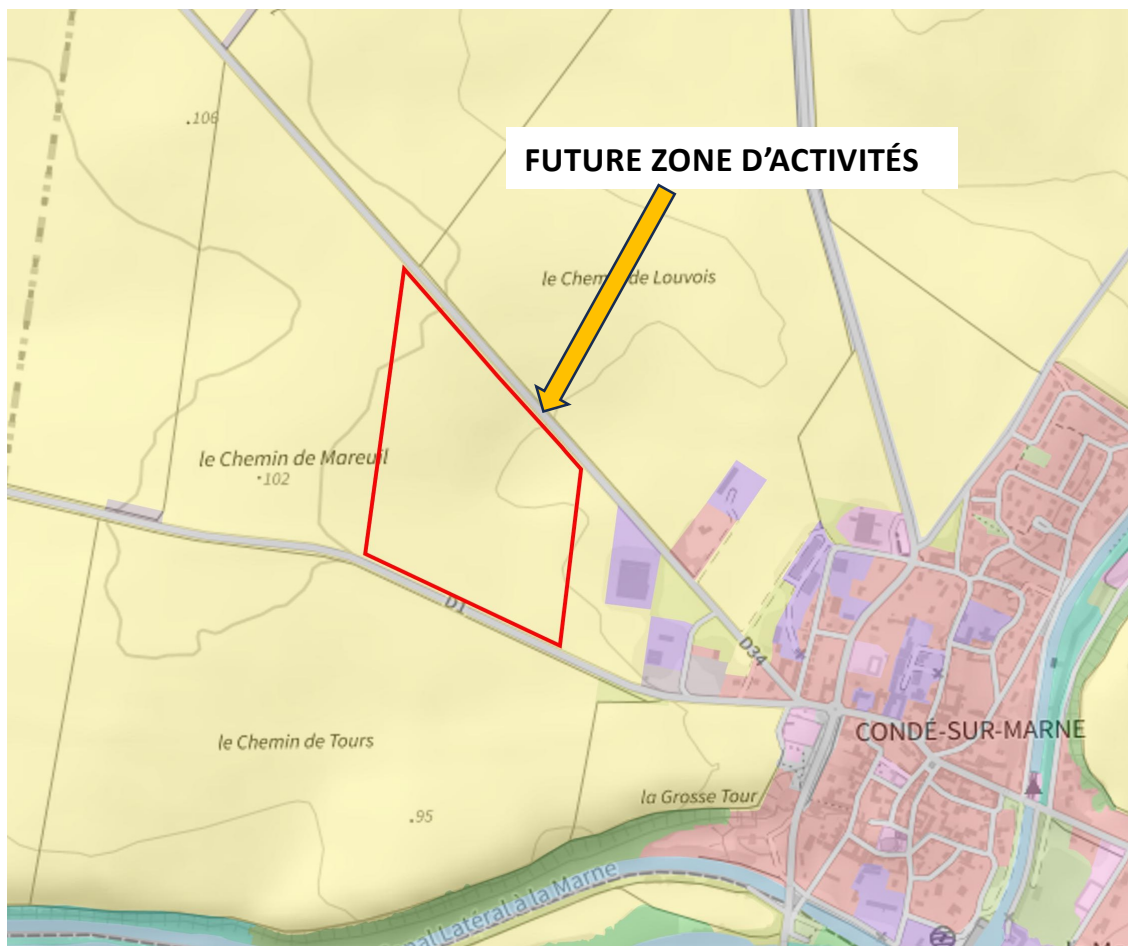 .106
FUTURE ZONE D'ACTIVITÉS
le Chemin de Louvois
le Chemin de Mareuil
•102
D1
D34
CONDÉ-SUR-MARNE
le Chemin de Tours
la Grosse Tour
.95
nal Latéral à la Marne